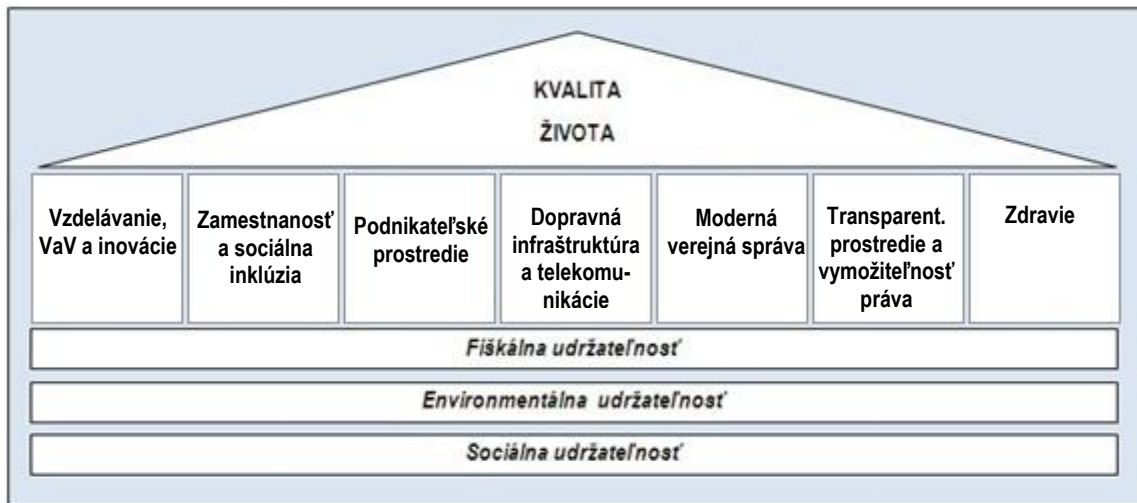 KVALITA
ŽIVOTA
Vzdelávanie,
VaV a inovácie
Zamestnanosť
a sociálna
inklúzia
Podnikateľské
prostredie
Dopravná
infraštruktúra
a telekomu-
nikácie
Moderná
verejná správa
Transparent.
prostredie a
vymožiteľnosť
práva
Zdravie
Fiškálna udržateľnosť
Environmentálna udržateľnosť
Sociálna udržateľnosť